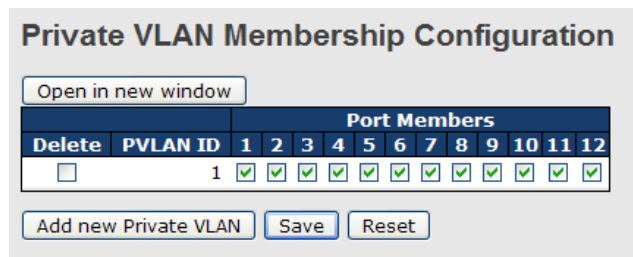 Private VLAN Membership Configuration
Open in new window
Port Members
Delete PVLAN ID 1 2 3 4 5 6 7 8 9 10 11 12
1
Add new Private VLAN Save Reset